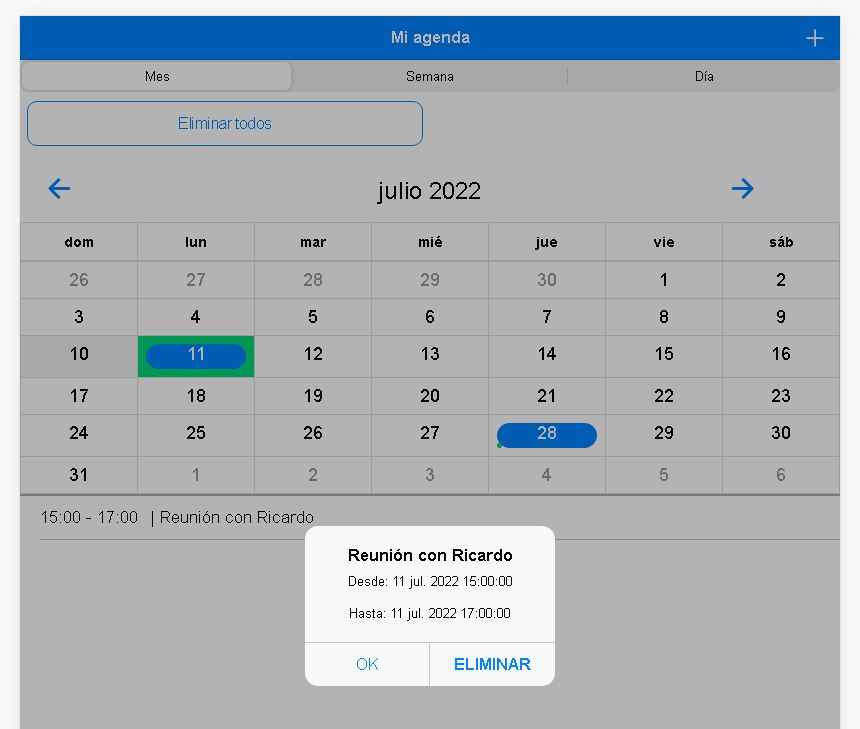 Mi agenda
Mes Semana Día
Eliminar todos
julio 2022
dom lun mar mié jue vie sáb
26 27 28 29 30 1 2
3 4 5 6 7 8 9
10 11 12 13 14 15 16
17 18 19 20 21 22 23
24 25 26 27 28 29 30
31 1 2 3 4 5 6
15:00 - 17:00 | Reunión con Ricardo
Reunión con Ricardo
Desde: 11 jul. 2022 15:00:00
Hasta: 11 jul. 2022 17:00:00
OK ELIMINAR